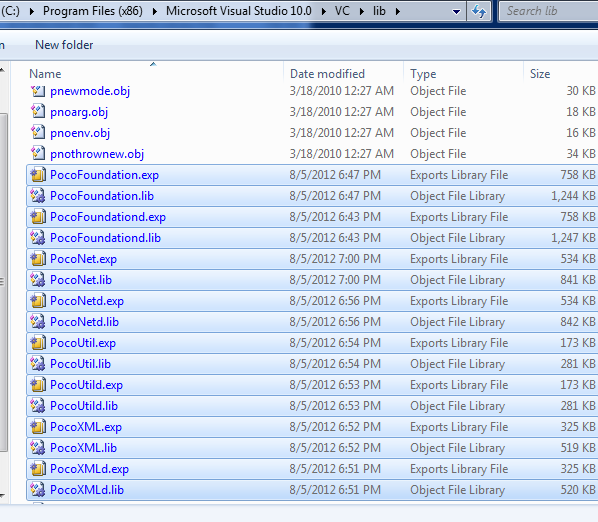 (C:) ▸ Program Files (x86) ▸ Microsoft Visual Studio 10.0 ▸ VC ▸ lib ▸ Search lib
New folder
Name Date modified Type Size
pnewmode.obj 3/18/2010 12:27 AM Object File 30 KB
pnoarg.obj 3/18/2010 12:27 AM Object File 18 KB
pnoenv.obj 3/18/2010 12:27 AM Object File 16 KB
pnothrownew.obj 3/18/2010 12:27 AM Object File 34 KB
PocoFoundation.exp 8/5/2012 6:47 PM Exports Library File 758 KB
PocoFoundation.lib 8/5/2012 6:47 PM Object File Library 1,244 KB
PocoFoundationd.exp 8/5/2012 6:43 PM Exports Library File 758 KB
PocoFoundationd.lib 8/5/2012 6:43 PM Object File Library 1,247 KB
PocoNet.exp 8/5/2012 7:00 PM Exports Library File 534 KB
PocoNet.lib 8/5/2012 7:00 PM Object File Library 841 KB
PocoNetd.exp 8/5/2012 6:56 PM Exports Library File 534 KB
PocoNetd.lib 8/5/2012 6:56 PM Object File Library 842 KB
PocoUtil.exp 8/5/2012 6:54 PM Exports Library File 173 KB
PocoUtil.lib 8/5/2012 6:54 PM Object File Library 281 KB
PocoUtild.exp 8/5/2012 6:53 PM Exports Library File 173 KB
PocoUtild.lib 8/5/2012 6:53 PM Object File Library 281 KB
PocoXML.exp 8/5/2012 6:52 PM Exports Library File 325 KB
PocoXML.lib 8/5/2012 6:52 PM Object File Library 519 KB
PocoXMLd.exp 8/5/2012 6:51 PM Exports Library File 325 KB
PocoXMLd.lib 8/5/2012 6:51 PM Object File Library 520 KB